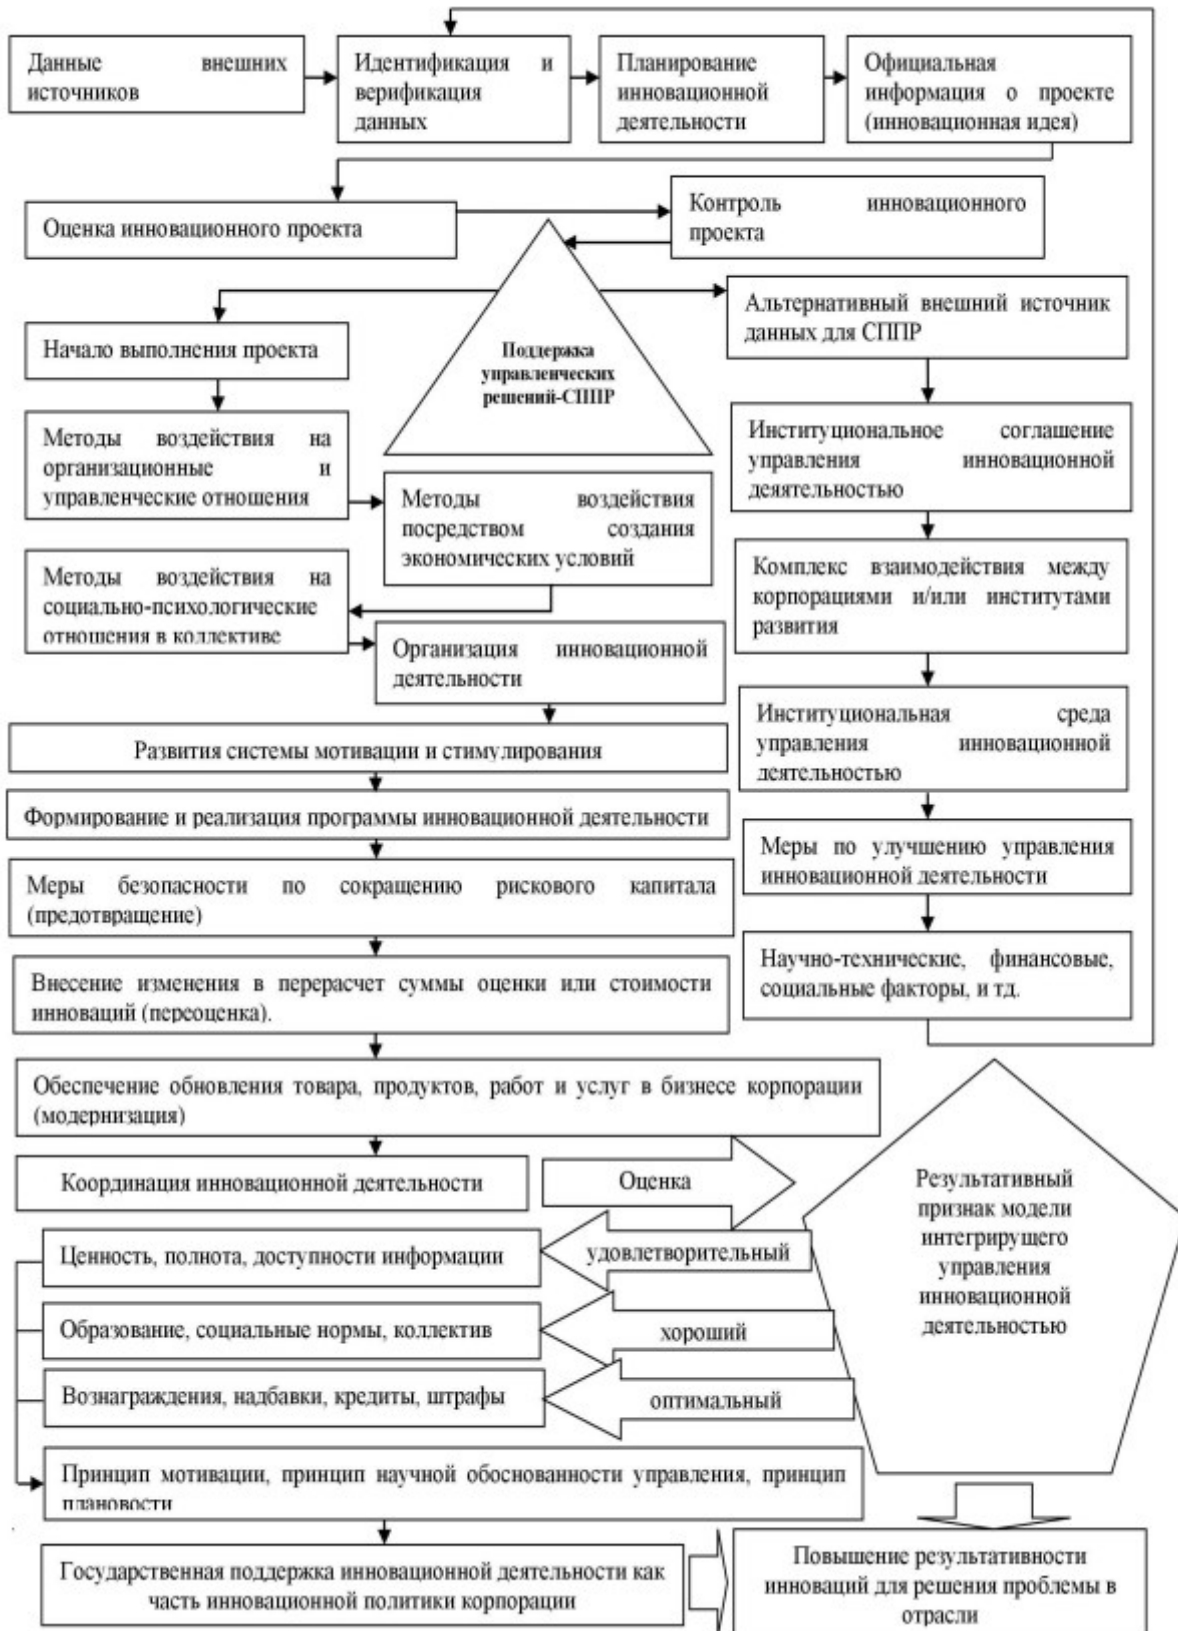 Данные внешних
источников
Идентификация и
верификация
данных
Планирование
инновационной
деятельности
Официальная
информация о проекте
(инновационная идея)
Оценка инновационного проекта
Контроль инновационного
проекта
Поддержка
управленческих
решений-СППР
Начало выполнения проекта
Альтернативный внешний источник
данных для СППР
Методы воздействия на
организационные и
управленческие отношения
Институциональное соглашение
управления инновационной
деяятельностью
Методы воздействия
посредством создания
экономических условий
Методы воздействия на
социально-психологические
отношения в коллективе
Комплекс взаимодействия между
корпорациями и/или институтами
развития
Организация инновационной
деятельности
Институциональная среда
управления инновационной
деятельностью
Развития системы мотивации и стимулирования
Формирование и реализация программы инновационной деятельности
Меры по улучшению управления
инновационной деятельности
Меры безопасности по сокращению рискового капитала
(предотвращение)
Научно-технические, финансовые,
социальные факторы, и тд.
Внесение изменения в перерасчет суммы оценки или стоимости
инноваций (переоценка).
Обеспечение обновления товара, продуктов, работ и услуг в бизнесе корпорации
(модернизация)
Координация инновационной деятельности
Оценка
Результативный
признак модели
интегрирущего
управления
инновационной
деятельностью
Ценность, полнота, доступности информации
удовлетворительный
Образование, социальные нормы, коллектив
хороший
Вознаграждения, надбавки, кредиты, штрафы
оптимальный
Принцип мотивации, принцип научной обоснованности управления, принцип
плановости
Государственная поддержка инновационной деятельности как
часть инновационной политики корпорации
Повышение результативности
инноваций для решения проблемы в
отрасли